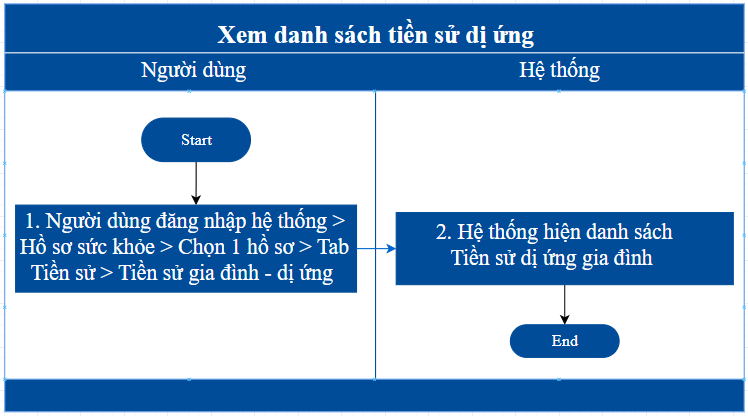 Xem danh sách tiền sử dị ứng
Người dùng
Hệ thống
Start
1. Người dùng đăng nhập hệ thống >
Hồ sơ sức khỏe > Chọn 1 hồ sơ > Tab
Tiền sử > Tiền sử gia đình - dị ứng
2. Hệ thống hiện danh sách
Tiền sử dị ứng gia đình
End